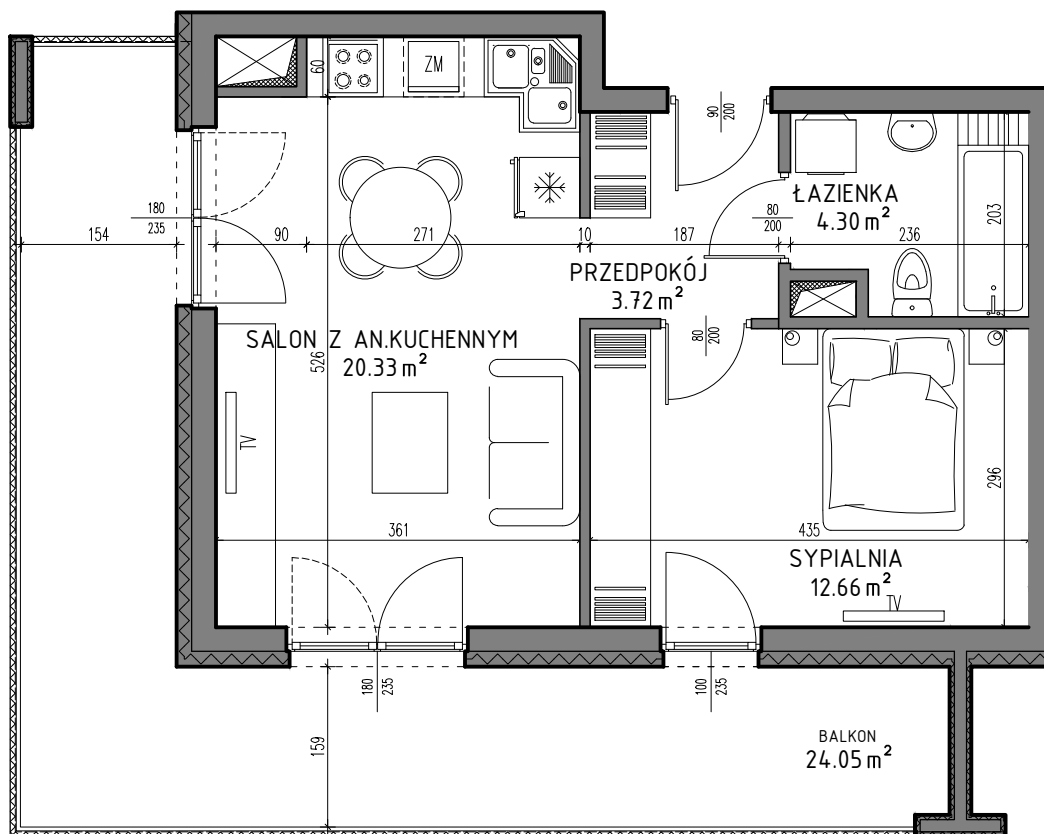 60
ZM
90
200
ŁAZIENKA
4.30 m²
203
180
235
80
200
154
90
271
10
187
236
PRZEDPOKÓJ
3.72 m²
SALON Z AN.KUCHENNYM
20.33 m²
526
80
200
TV
296
361
435
SYPIALNIA
12.66 m²
TV
180
235
100
235
159
BALKON
24.05 m²